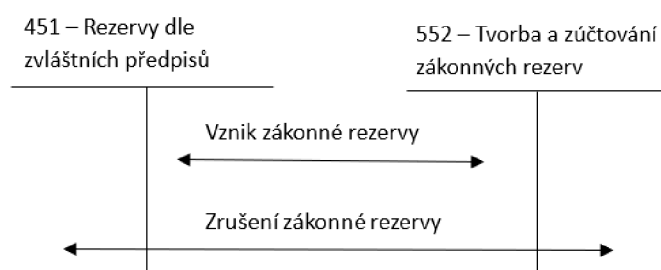 451 – Rezervy dle
zvláštních předpisů
552 – Tvorba a zúčtování
zákonných rezerv
Vznik zákonné rezervy
Zrušení zákonné rezervy